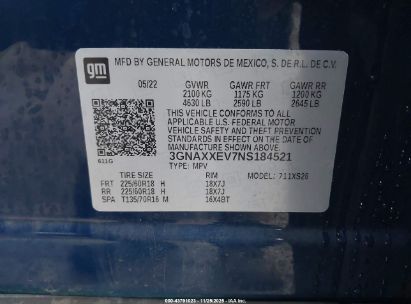 gm
MFD BY GENERAL MOTORS DE MEXICO, S. DE R.L. DE C.V.
05/22 GVWR GAWR FRT GAWR RR
2100 KG 1175 KG 1200 KG
4630 LB 2590 LB 2645 LB
THIS VEHICLE CONFORMS TO ALL
APPLICABLE U.S. FEDERAL MOTOR
VEHICLE SAFETY AND THEFT
PREVENTION STANDARDS IN EFFECT
ON THE DATE OF MANUFACTURE
SHOWN ABOVE.
611G 3GNAXXEV7NS184521
TYPE: MPV MODEL: 711XS26
TIRE SIZE RIM
FRT 225/60R18 H 18X7J
RR 225/60R18 H 18X7J
SPA T135/70R16 M 16X4BT